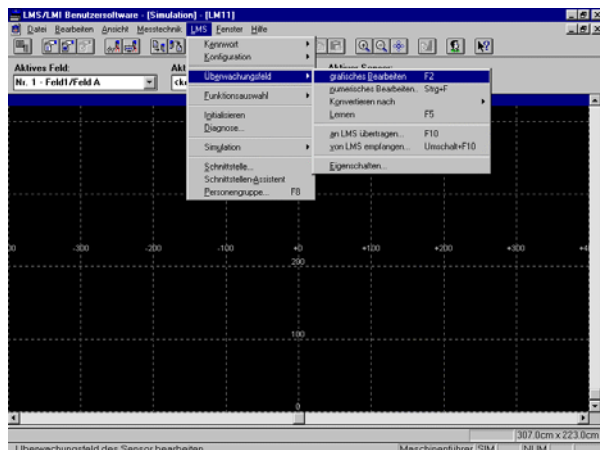 LMS/LMI Benutzersoftware - (Simulation) - [LM11]
Datei Bearbeiten Ansicht Messtechnik LMS Fenster Hilfe
Aktives Feld:
Nr. 1 - Feld1/Feld A
Aktiver Sensor:
Kennwort
Konfiguration
Überwachungsfeld
Funktionsauswahl
Initialisieren
Diagnose...
Simulation
Schnittstelle...
Schnittstellen-Assistent
Personengruppe... F8
grafisches Bearbeiten F2
numerisches Bearbeiten.. Strg+F
Konvertieren nach
Lernen F5
an LMS übertragen... F10
von LMS empfangen... Umschalt+F10
Eigenschaften...
-300 -200 -100 +0 +100 +200 +300
200
100
0
307.0cm x 223.0cm
Überwachungsfeld des Sensor bearbeiten
Maschinenführer SIM NUM